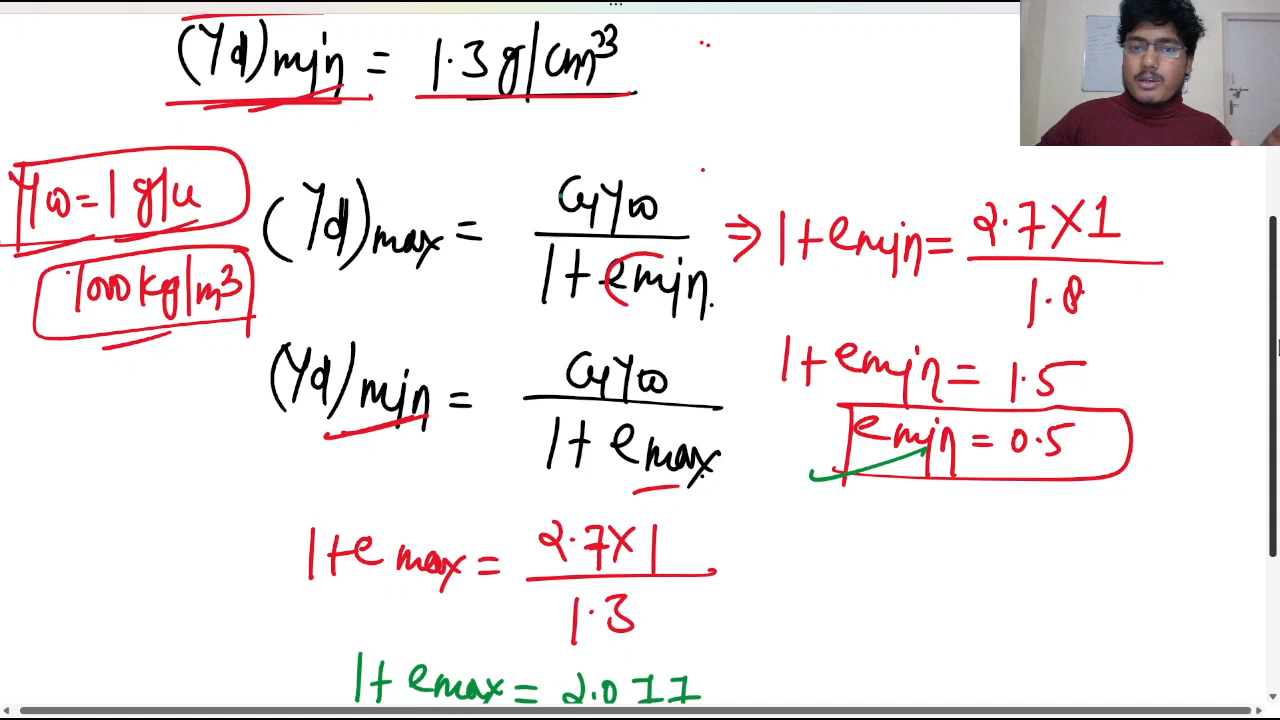 (γd)min = 1.3 g/cm³
γw = 1 g/cc
1000 kg/m³
(γd)max = Gγw / 1 + emin ⇒ 1 + emin = 2.7 × 1 / 1.8
1 + emin = 1.5
emin = 0.5
(γd)min = Gγw / 1 + emax
1 + emax = 2.7 × 1 / 1.3
1 + emax = 2.077